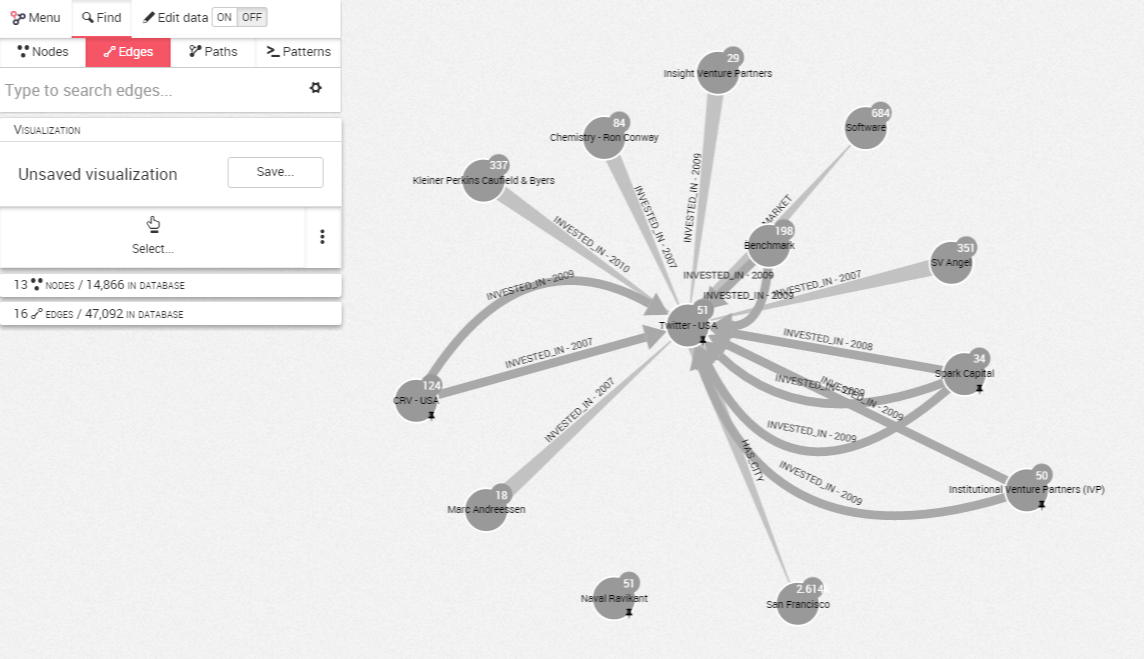 Menu Find Edit data ON OFF
Nodes Edges Paths Patterns
Type to search edges...
Visualization
Unsaved visualization Save...
Select...
13 nodes / 14,866 in database
16 edges / 47,092 in database
29
Insight Venture Partners
684
Software
84
Chemistry - Ron Conway
337
Kleiner Perkins Caufield & Byers
INVESTED_IN - 2009
INVESTED_IN - 2007
INVESTED_IN - 2010
MARKET
198
Benchmark
351
SV Angel
INVESTED_IN - 2009
INVESTED_IN - 2007
INVESTED_IN - 2009
INVESTED_IN - 2009
51
Twitter - USA
INVESTED_IN - 2008
INVESTED_IN - 2007
34
Spark Capital
124
CRV - USA
INVESTED_IN - 2009
INVESTED_IN - 2009
INVESTED_IN - 2007
INVESTED_IN - 2009
HAS_CITY
INVESTED_IN - 2009
50
Institutional Venture Partners (IVP)
18
Marc Andreessen
51
Naval Ravikant
2.614
San Francisco